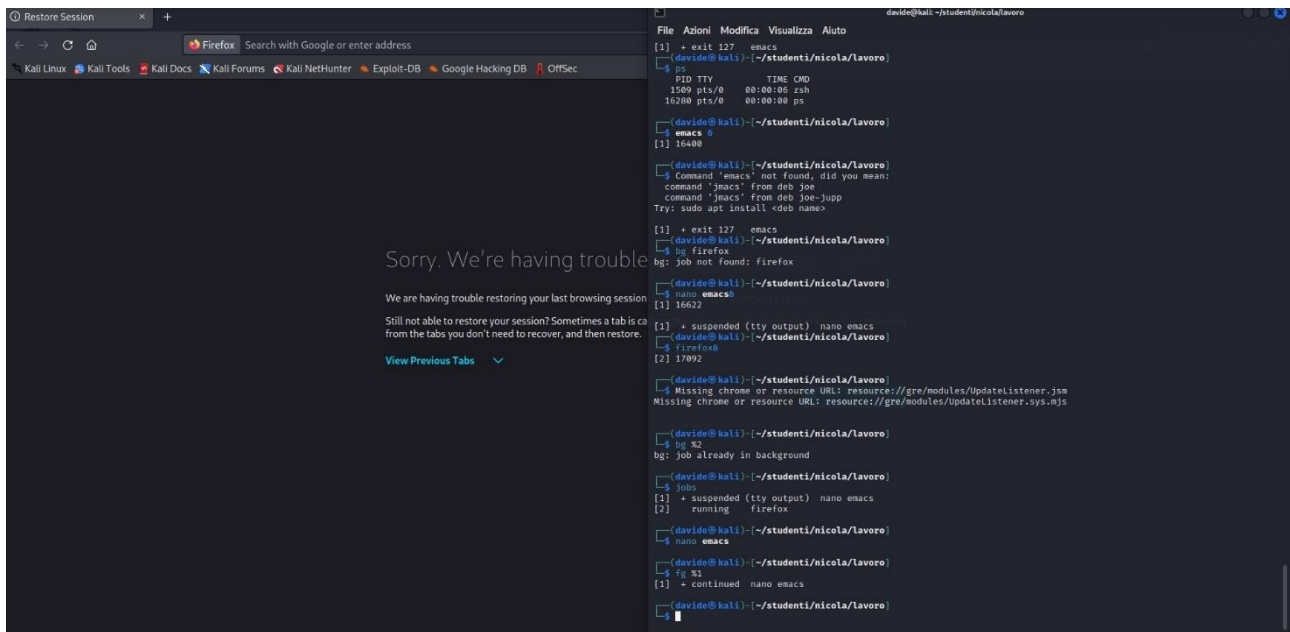 Restore Session
Firefox Search with Google or enter address
Kali Linux Kali Tools Kali Docs Kali Forums Kali NetHunter Exploit-DB Google Hacking DB OffSec
Sorry. We're having trouble
We are having trouble restoring your last browsing session
Still not able to restore your session? Sometimes a tab is ca
from the tabs you don't need to recover, and then restore.
View Previous Tabs
davide@kali: ~/studenti/nicola/lavoro
File Azioni Modifica Visualizza Aiuto
[1] + exit 127 emacs
(davide㉿kali)-[~/studenti/nicola/lavoro]
$ ps
PID TTY TIME CMD
1509 pts/0 00:00:06 zsh
16280 pts/0 00:00:00 ps
(davide㉿kali)-[~/studenti/nicola/lavoro]
$ emacs &
[1] 16400
(davide㉿kali)-[~/studenti/nicola/lavoro]
$ Command 'emacs' not found, did you mean:
command 'jmacs' from deb joe
command 'jmacs' from deb joe-jupp
Try: sudo apt install <deb name>
[1] + exit 127 emacs
(davide㉿kali)-[~/studenti/nicola/lavoro]
$ bg firefox
bg: job not found: firefox
(davide㉿kali)-[~/studenti/nicola/lavoro]
$ nano emacs&
[1] 16622
[1] + suspended (tty output) nano emacs
(davide㉿kali)-[~/studenti/nicola/lavoro]
$ firefox&
[2] 17092
(davide㉿kali)-[~/studenti/nicola/lavoro]
$ Missing chrome or resource URL: resource://gre/modules/UpdateListener.jsm
Missing chrome or resource URL: resource://gre/modules/UpdateListener.sys.mjs
(davide㉿kali)-[~/studenti/nicola/lavoro]
$ bg %2
bg: job already in background
(davide㉿kali)-[~/studenti/nicola/lavoro]
$ jobs
[1] + suspended (tty output) nano emacs
[2] running firefox
(davide㉿kali)-[~/studenti/nicola/lavoro]
$ nano emacs
(davide㉿kali)-[~/studenti/nicola/lavoro]
$ fg %1
[1] + continued nano emacs
(davide㉿kali)-[~/studenti/nicola/lavoro]
$